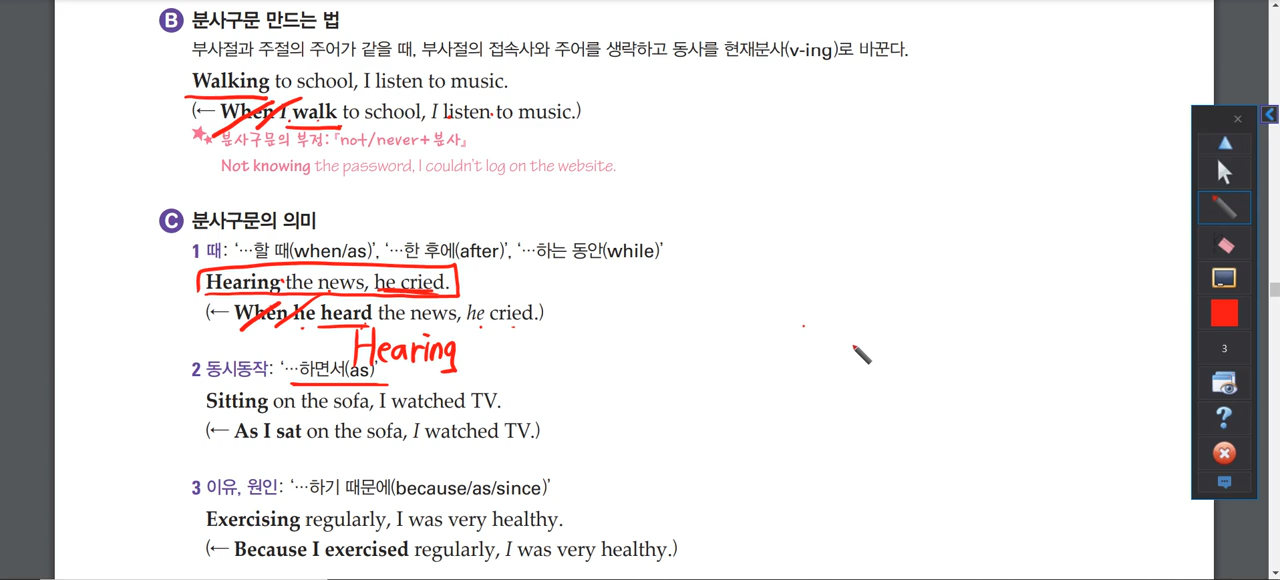 B 분사구문 만드는 법
부사절과 주절의 주어가 같을 때, 부사절의 접속사와 주어를 생략하고 동사를 현재분사(v-ing)로 바꾼다.
Walking to school, I listen to music.
(← When I walk to school, I listen to music.)
분사구문의 부정: 『not/never+분사』
Not knowing the password, I couldn't log on the website.
C 분사구문의 의미
1 때: '…할 때(when/as)', '…한 후에(after)', '…하는 동안(while)'
Hearing the news, he cried.
(← When he heard the news, he cried.)
Hearing
2 동시동작: '…하면서(as)'
Sitting on the sofa, I watched TV.
(← As I sat on the sofa, I watched TV.)
3 이유, 원인: '…하기 때문에(because/as/since)'
Exercising regularly, I was very healthy.
(← Because I exercised regularly, I was very healthy.)
3
?